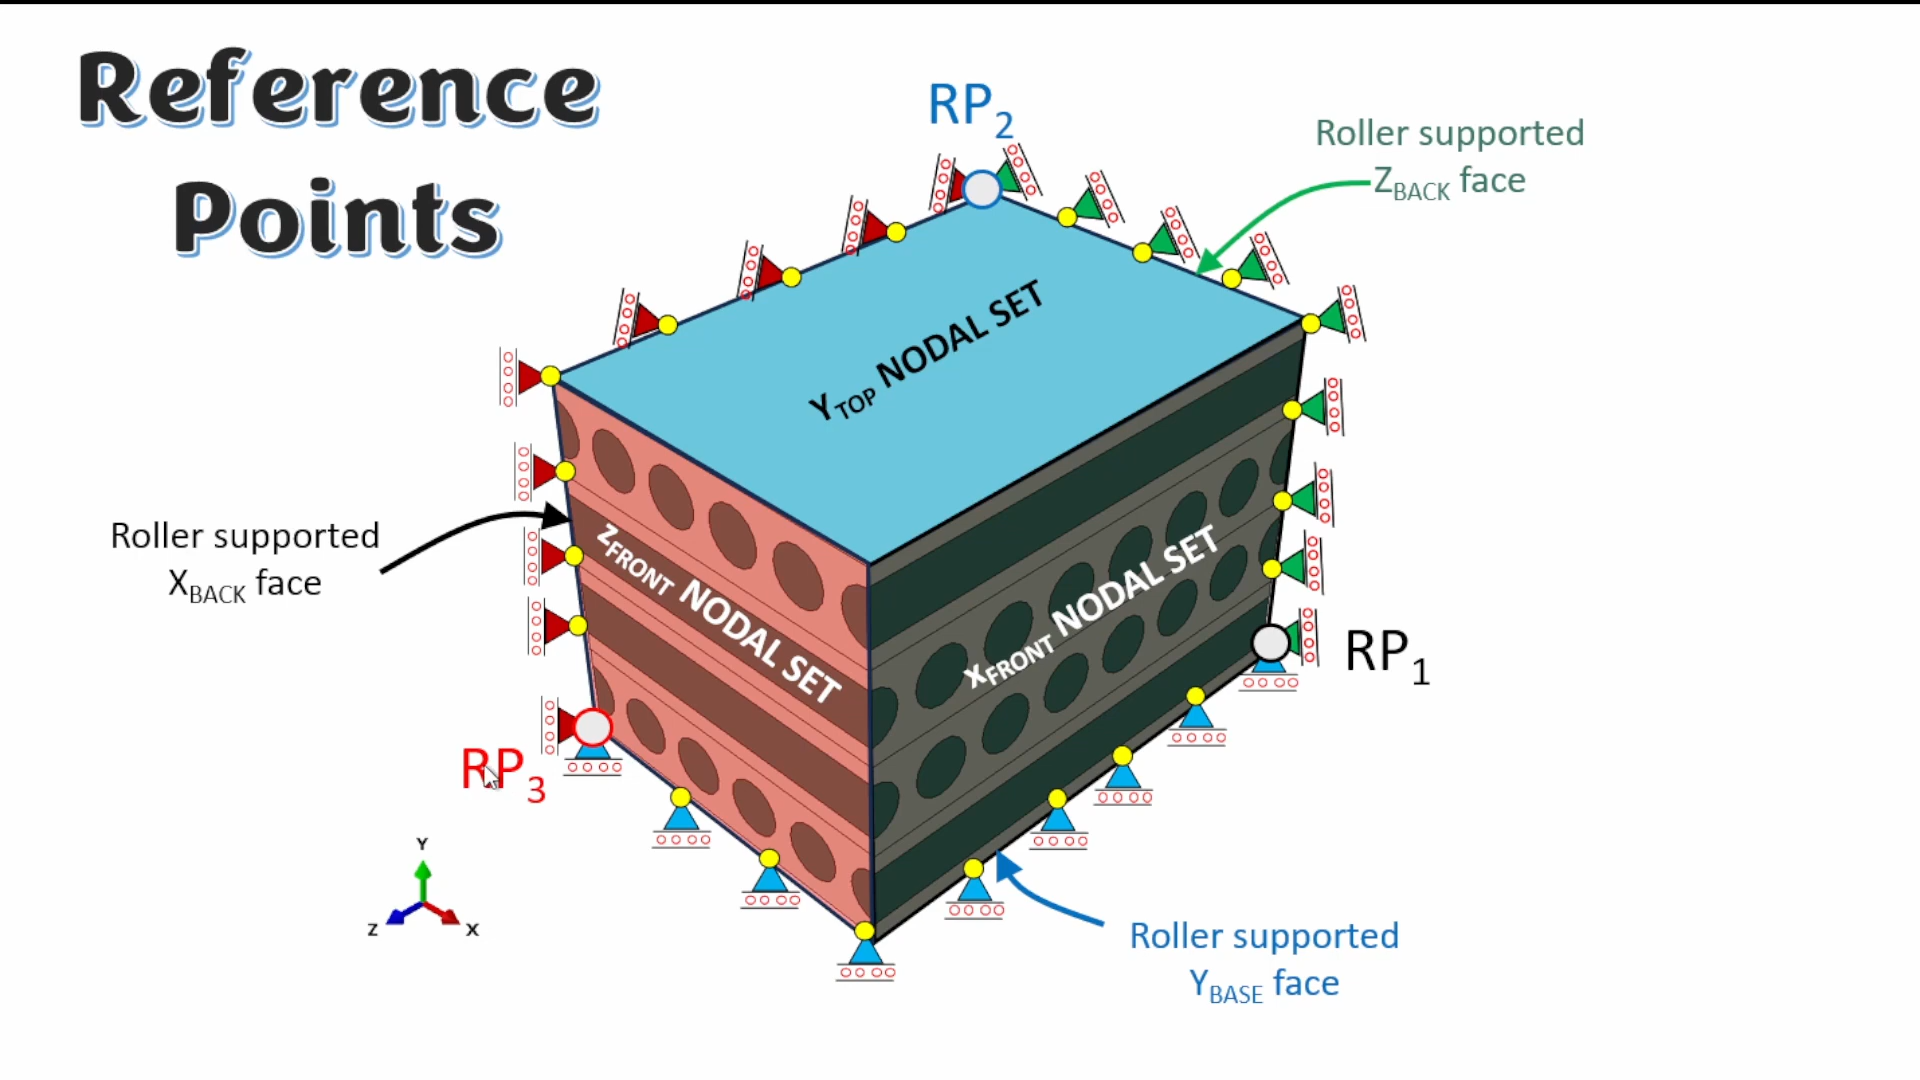 Reference
Points
RP2
Roller supported
ZBACK face
YTOP NODAL SET
Roller supported
XBACK face
ZFRONT NODAL SET
XFRONT NODAL SET
RP1
RP3
Y
Z
X
Roller supported
YBASE face